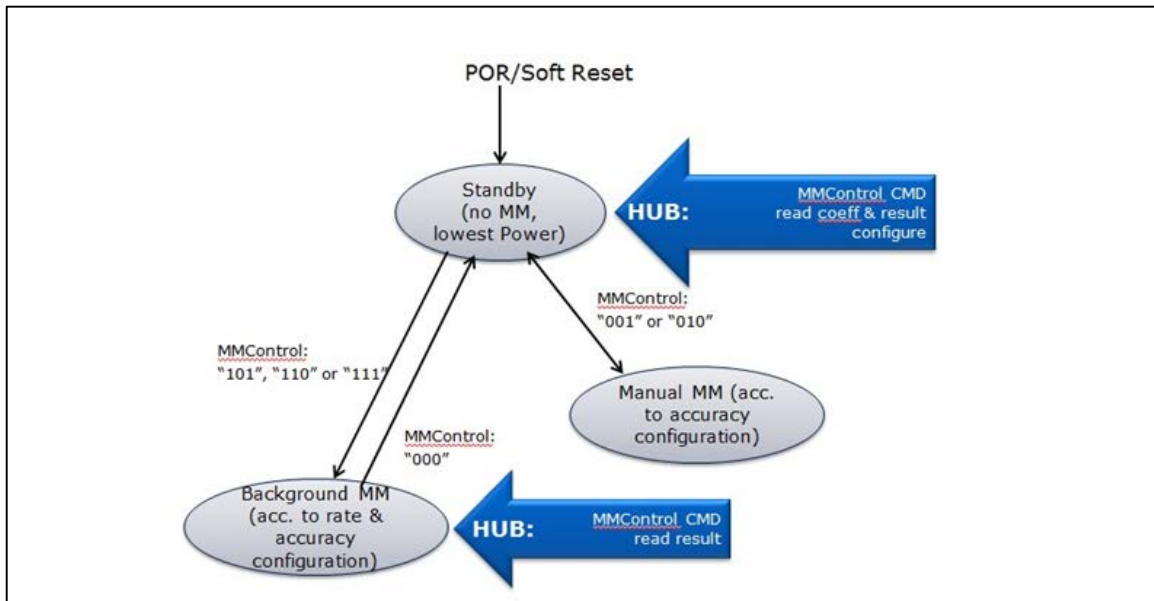 POR/Soft Reset
Standby
(no MM,
lowest Power)
HUB:
MMControl CMD
read coeff & result
configure
MMControl:
“001” or “010”
MMControl:
“101”, “110” or “111”
Manual MM (acc.
to accuracy
configuration)
MMControl:
“000”
Background MM
(acc. to rate &
accuracy
configuration)
HUB:
MMControl CMD
read result